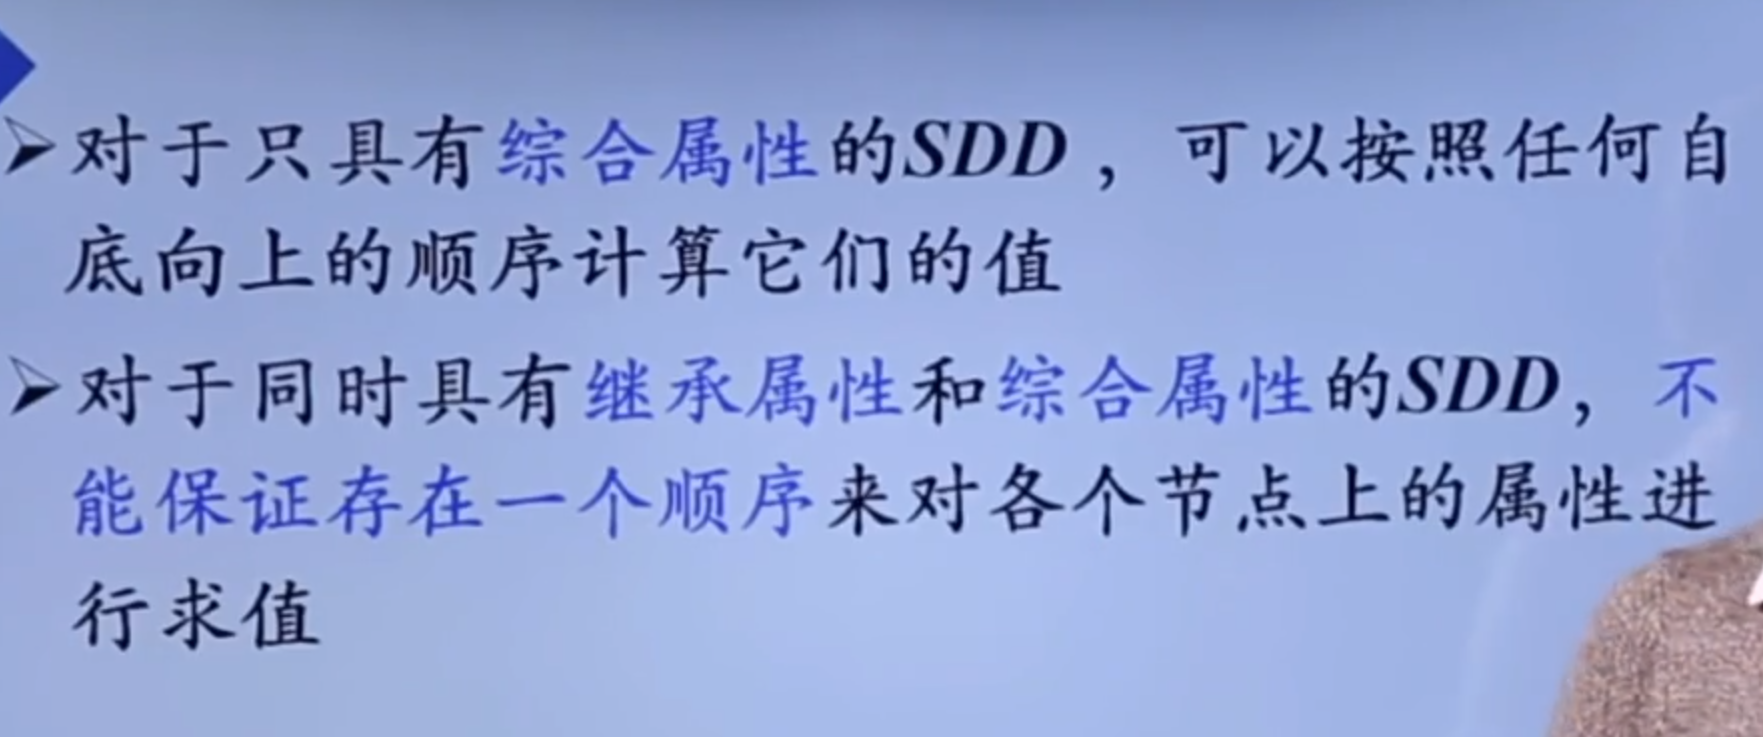 ➢对于只具有综合属性的SDD，可以按照任何自
底向上的顺序计算它们的值
➢对于同时具有继承属性和综合属性的SDD，不
能保证存在一个顺序来对各个节点上的属性进
行求值